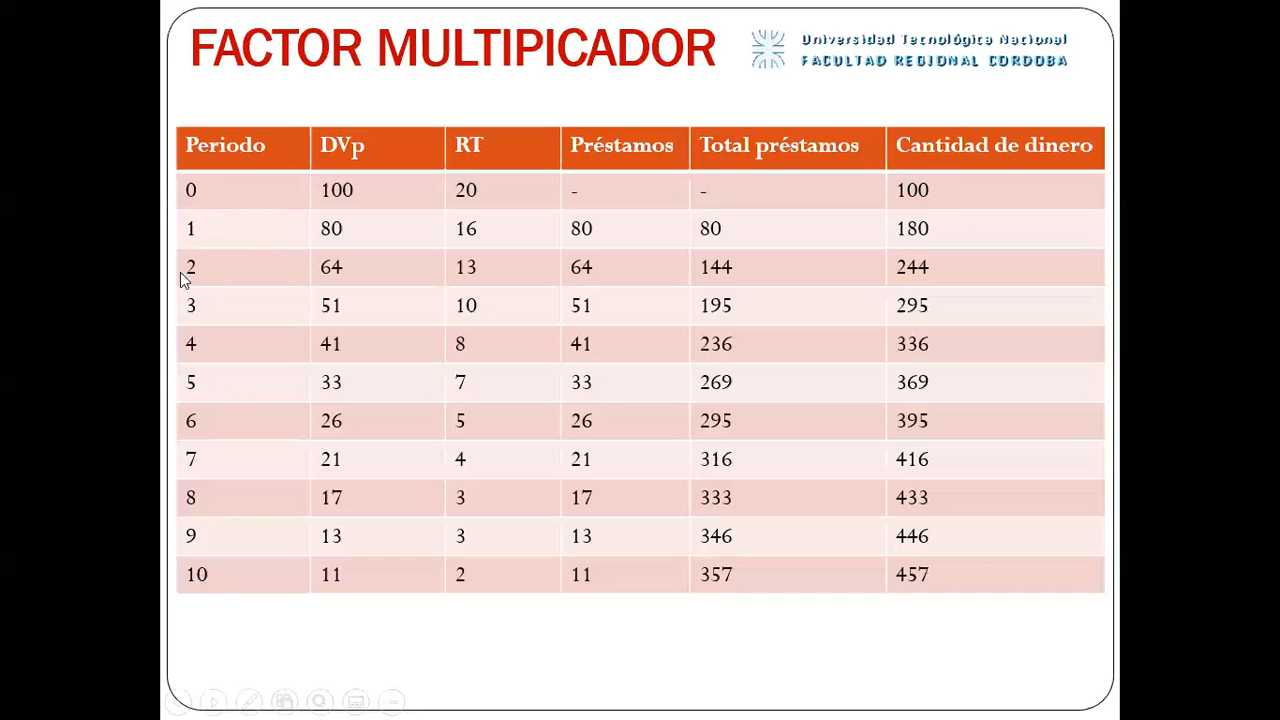 FACTOR MULTIPICADOR
Universidad Tecnológica Nacional
FACULTAD REGIONAL CORDOBA
Periodo DVp RT Préstamos Total préstamos Cantidad de dinero
0 100 20 - - 100
1 80 16 80 80 180
2 64 13 64 144 244
3 51 10 51 195 295
4 41 8 41 236 336
5 33 7 33 269 369
6 26 5 26 295 395
7 21 4 21 316 416
8 17 3 17 333 433
9 13 3 13 346 446
10 11 2 11 357 457